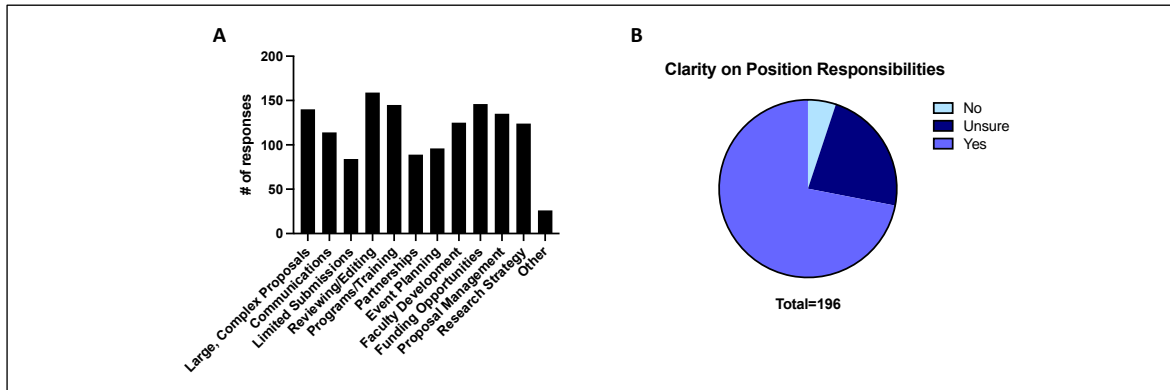 A
200
150
100
50
0
# of responses
Large, Complex Proposals
Communications
Limited Submissions
Reviewing/Editing
Programs/Training
Partnerships
Event Planning
Faculty Development
Funding Opportunities
Proposal Management
Research Strategy
Other
B
Clarity on Position Responsibilities
No
Unsure
Yes
Total=196